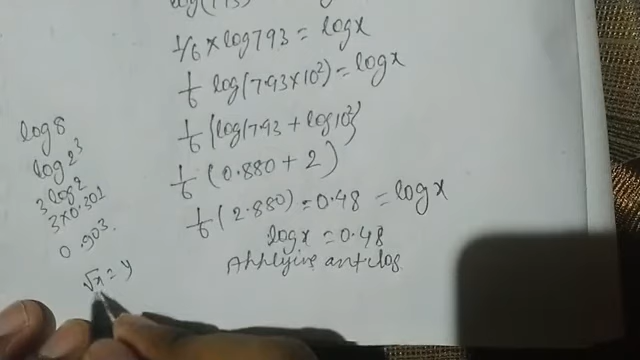 1/6 × log 793 = log x
1/6 log(7.93×10²) = log x
1/6 {log 7.93 + log 10²}
1/6 (0.880 + 2)
1/6 (2.880) = 0.48 = log x
log x = 0.48
Applying antilog
log 8
log 2³
3 log 2
3×0.301
0.903.
√x = y